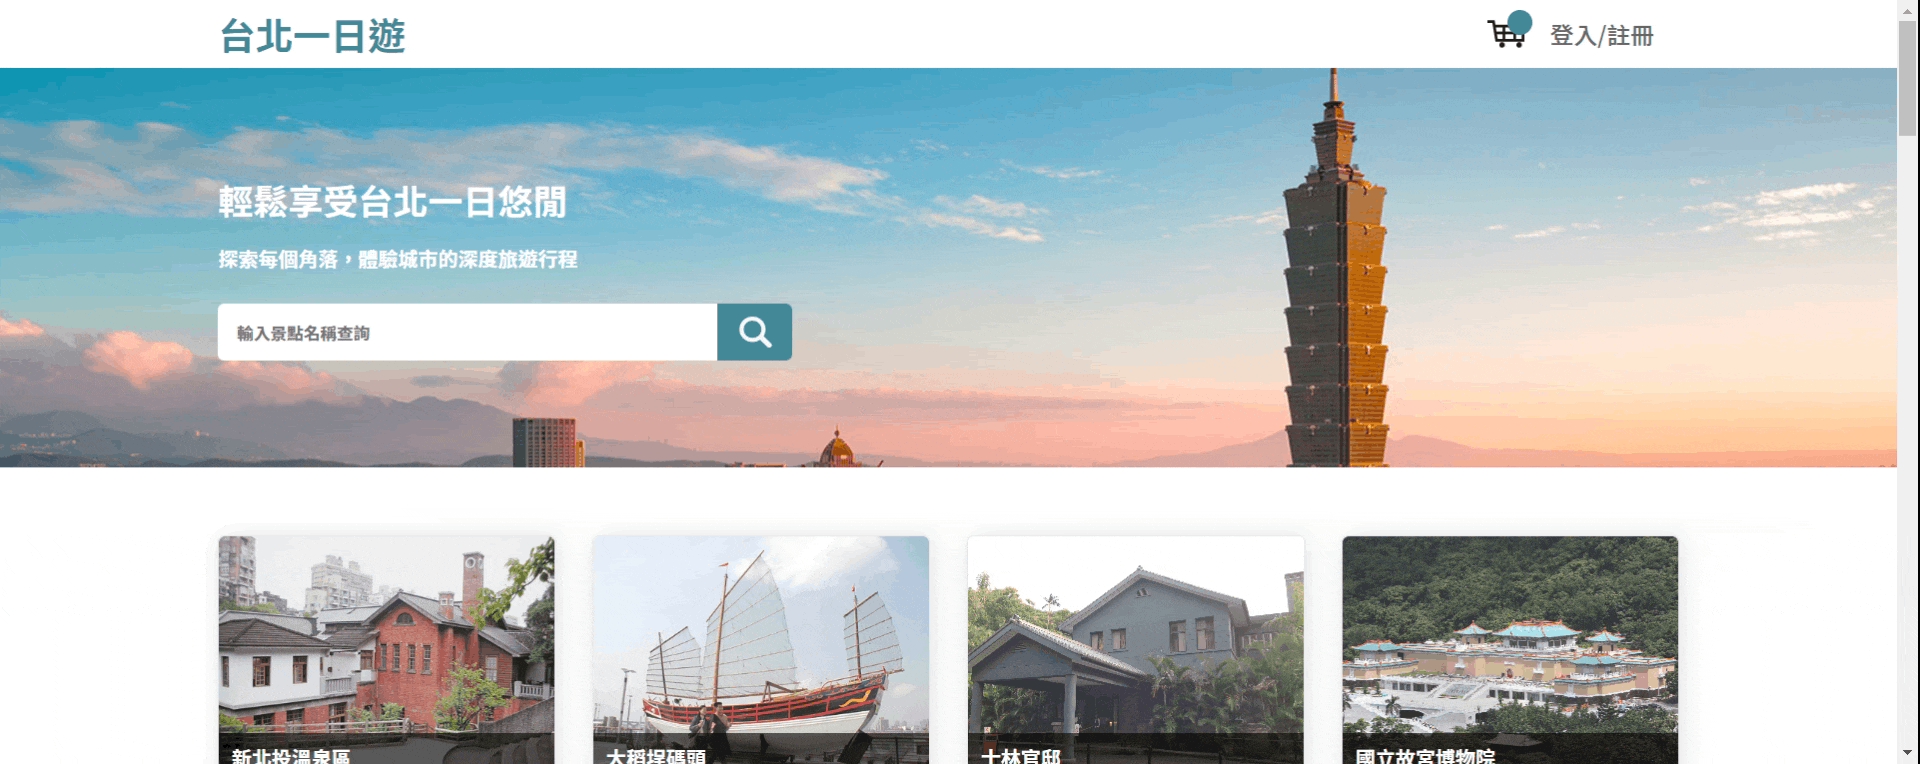 台北一日遊
登入/註冊
輕鬆享受台北一日悠閒
探索每個角落，體驗城市的深度旅遊行程
輸入景點名稱查詢
新北投溫泉區
大稻埕碼頭
士林官邸
國立故宮博物院